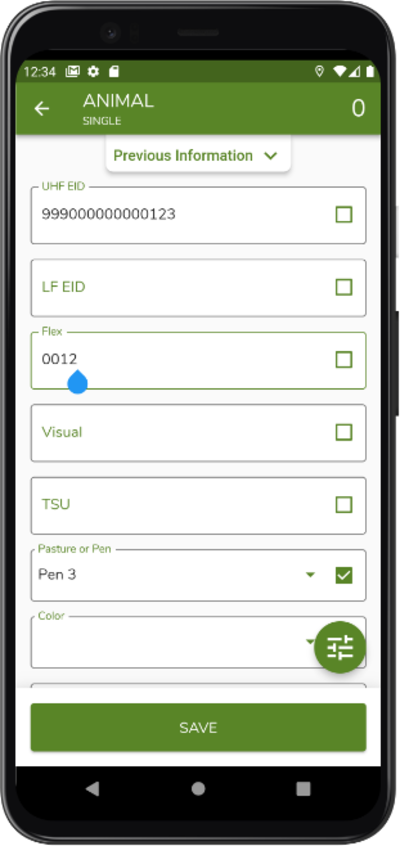 12:34
ANIMAL
SINGLE
0
Previous Information
UHF EID
999000000000123
LF EID
Flex
0012
Visual
TSU
Pasture or Pen
Pen 3
Color
SAVE